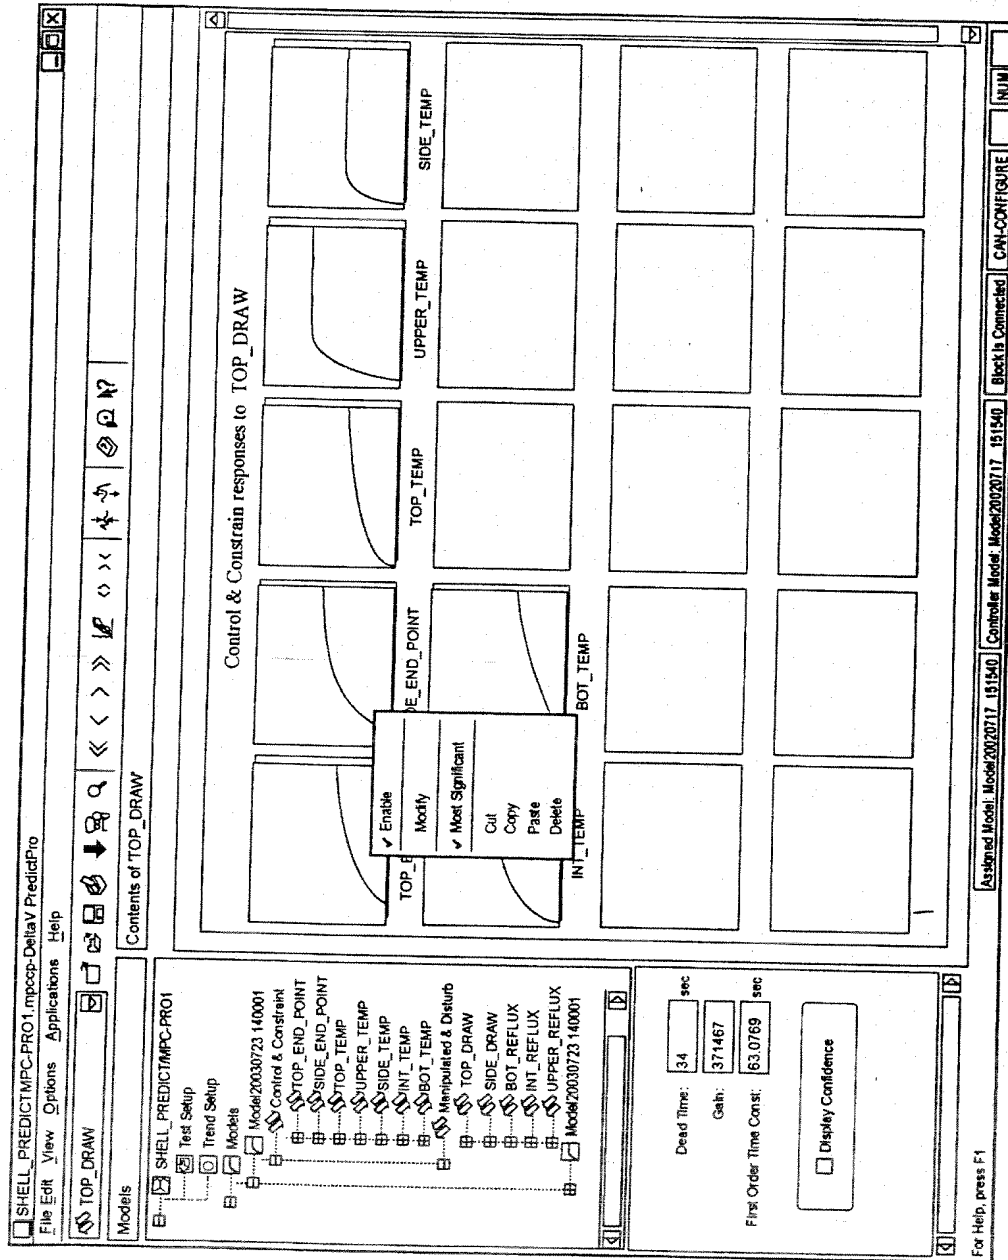 SHELL_PREDICTMPC-PRO1.mpccp-DeltaV PredictPro
File Edit View Options Applications Help
TOP_DRAW
Models
Contents of TOP_DRAW
SHELL_PREDICT/MPC-PRO1
Test Setup
Trend Setup
Models
Model20030723 140001
Control & Constraint
TOP_END_POINT
SIDE_END_POINT
TOP_TEMP
UPPER_TEMP
SIDE_TEMP
INT_TEMP
BOT_TEMP
Manipulated & Disturb
TOP_DRAW
SIDE_DRAW
BOT_REFLUX
INT_REFLUX
UPPER_REFLUX
Model20030723 140001
Dead Time: 34 sec
Gain: 371467
First Order Time Const: 63.0769 sec
Display Confidence
Control & Constrain responses to TOP_DRAW
TOP_E
DE_END_POINT
TOP_TEMP
UPPER_TEMP
SIDE_TEMP
Enable
Modify
Most Significant
Cut
Copy
Paste
Delete
INT_TEMP
BOT_TEMP
For Help, press F1
Assigned Model: Model20020717_151540
Controller Model: Model20020717_151540
Block Is Connected
CAN-CONFIGURE
NUM